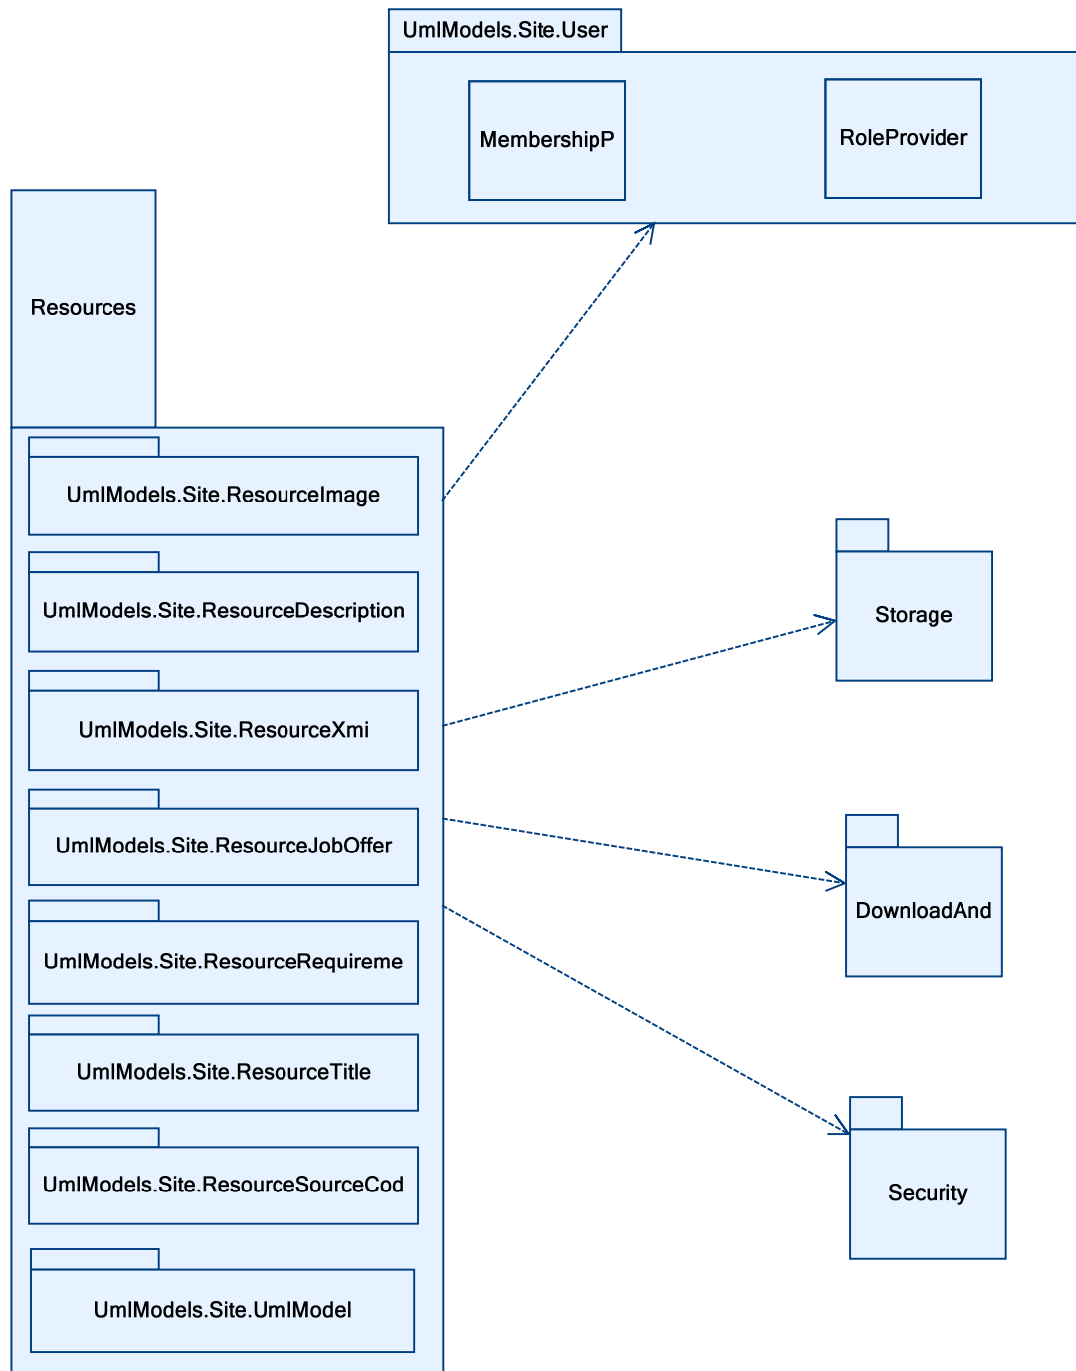 UmlModels.Site.User
MembershipP
RoleProvider
Resources
UmlModels.Site.ResourceImage
UmlModels.Site.ResourceDescription
UmlModels.Site.ResourceXmi
UmlModels.Site.ResourceJobOffer
UmlModels.Site.ResourceRequireme
UmlModels.Site.ResourceTitle
UmlModels.Site.ResourceSourceCod
UmlModels.Site.UmlModel
Storage
DownloadAnd
Security